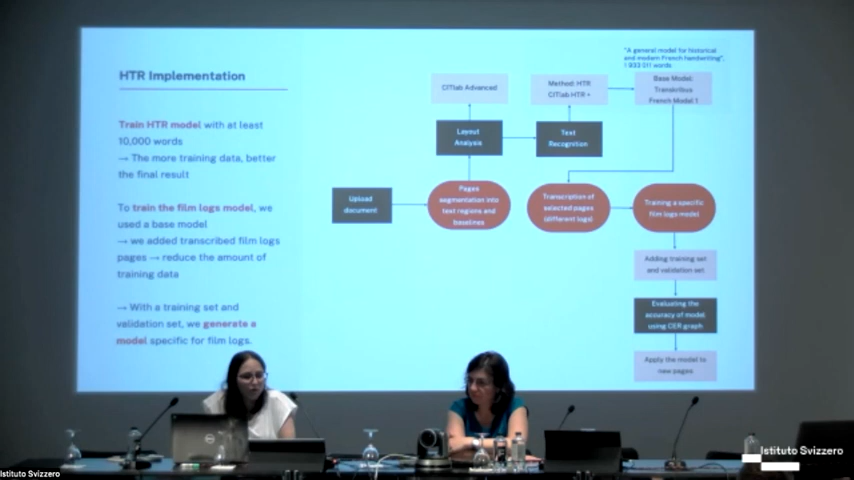 HTR Implementation
Train HTR model with at least
10,000 words
→ The more training data, better
the final result
To train the film logs model, we
used a base model
→ we added transcribed film logs
pages → reduce the amount of
training data
→ With a training set and
validation set, we generate a
model specific for film logs.
"A general model for historical
and modern French handwriting",
1 933 511 words
CITlab Advanced
Method: HTR
CITlab HTR +
Base Model:
Transkribus
French Model 1
Layout
Analysis
Text
Recognition
Upload
document
Pages
segmentation into
text regions and
baselines
Transcription of
selected pages
(different logs)
Training a specific
film logs model
Adding training set
and validation set
Evaluating the
accuracy of model
using CER graph
Apply the model to
new pages
DELL
Istituto Svizzero
Istituto Svizzero